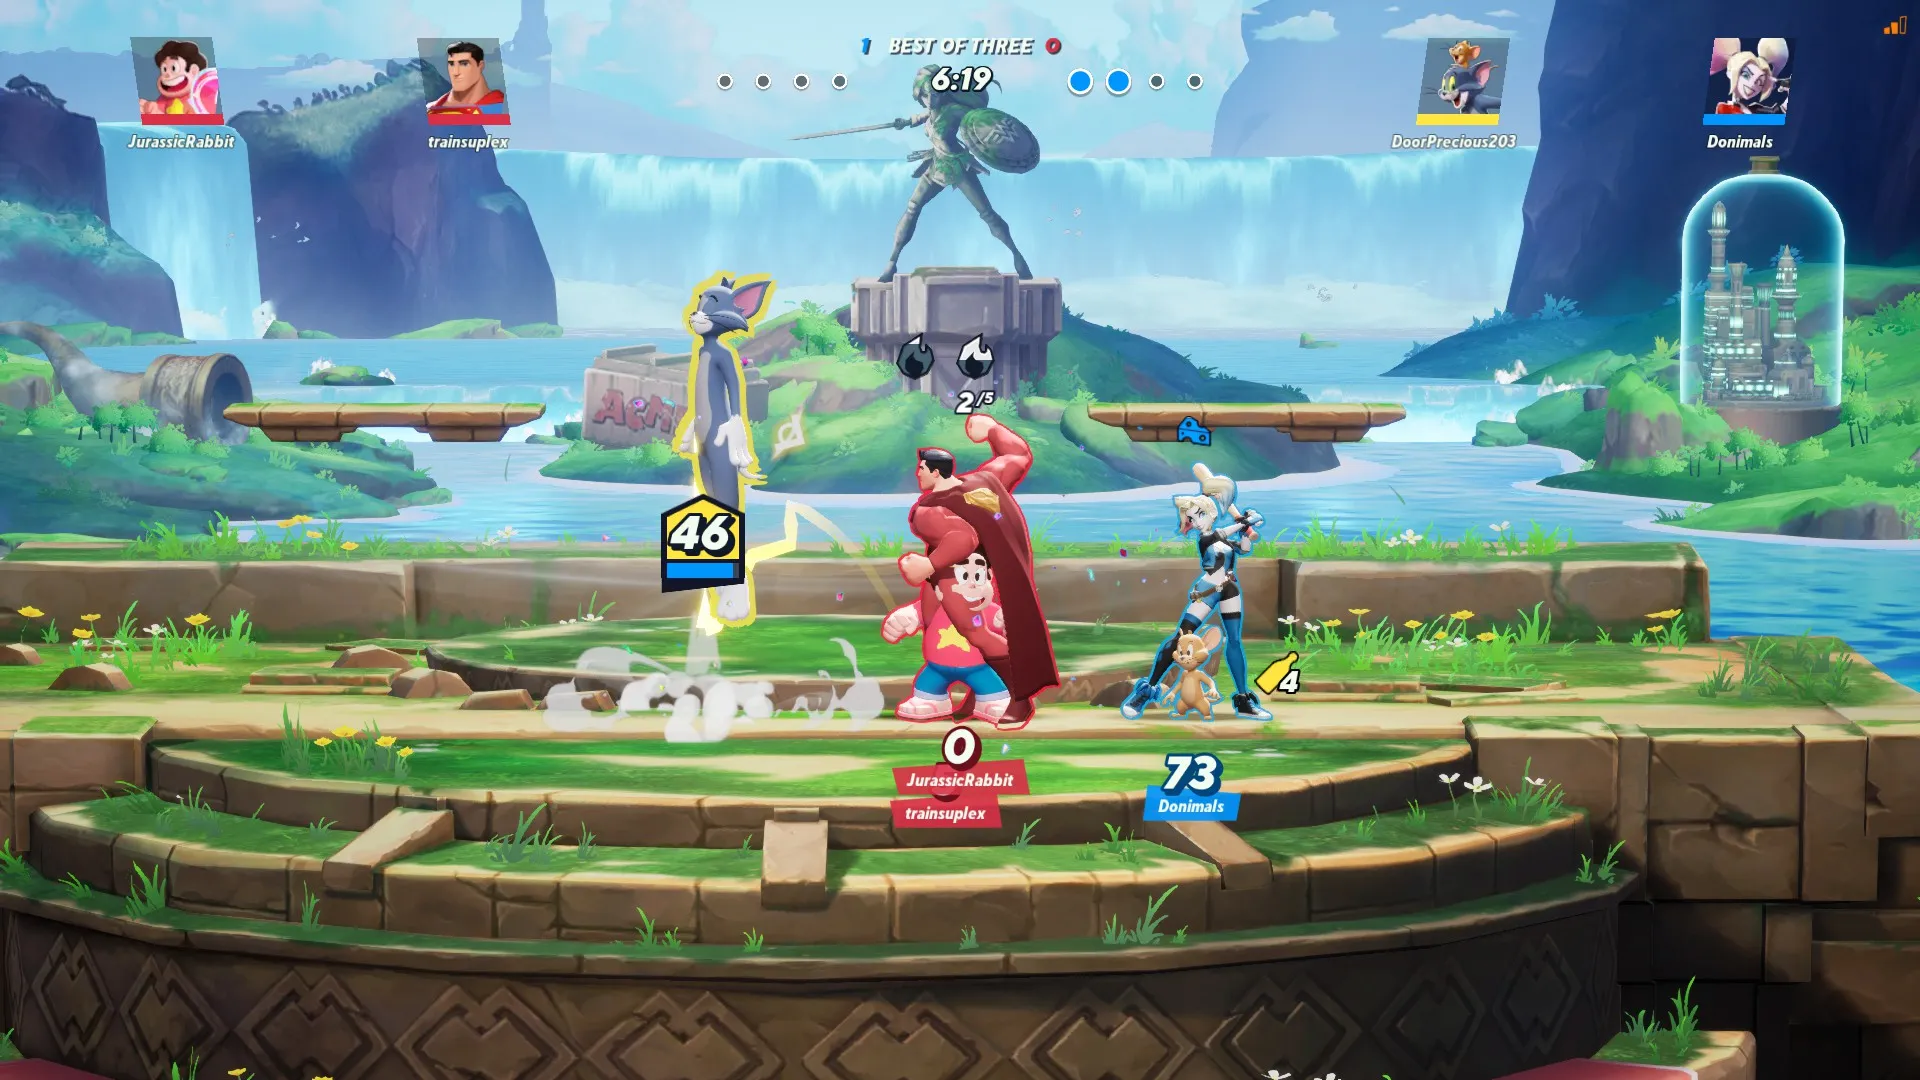 1 BEST OF THREE 0
6:19
JurassicRabbit
trainsuplex
DoorPrecious203
Donimals
ACM
2/5
46
4
0
JurassicRabbit
trainsuplex
73
Donimals